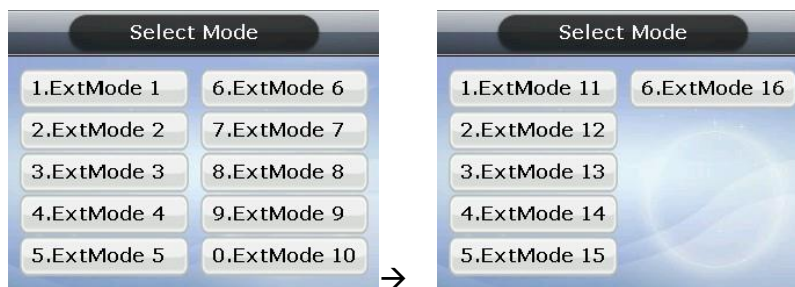 Select Mode
1.ExtMode 1
2.ExtMode 2
3.ExtMode 3
4.ExtMode 4
5.ExtMode 5
6.ExtMode 6
7.ExtMode 7
8.ExtMode 8
9.ExtMode 9
0.ExtMode 10
→
Select Mode
1.ExtMode 11
2.ExtMode 12
3.ExtMode 13
4.ExtMode 14
5.ExtMode 15
6.ExtMode 16